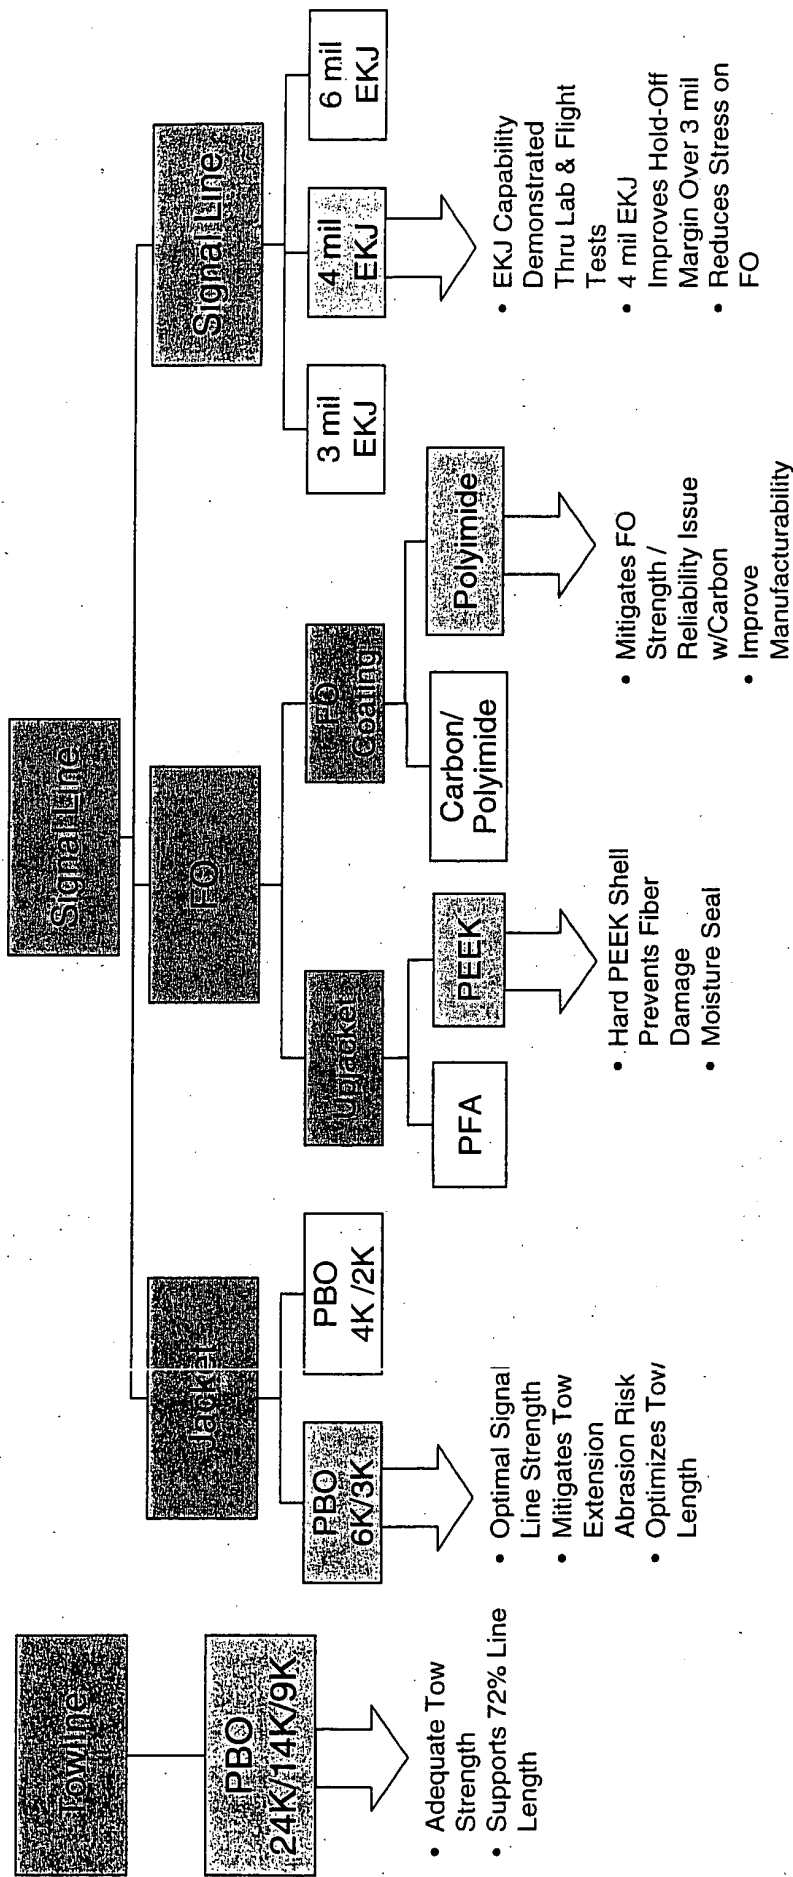 Towline
PBO
24K/14K/9K
• Adequate Tow
Strength
• Supports 72% Line
Length
Signal Line
Jacket
PBO
6K/3K
PBO
4K /2K
• Optimal Signal
Line Strength
• Mitigates Tow
Extension
Abrasion Risk
• Optimizes Tow
Length
FO
Upjacket
PFA
PEEK
• Hard PEEK Shell
Prevents Fiber
Damage
• Moisture Seal
FO
Coating
Carbon/
Polyimide
Polyimide
• Mitigates FO
Strength /
Reliability Issue
w/Carbon
• Improve
Manufacturability
Signal Line
3 mil
EKJ
4 mil
EKJ
6 mil
EKJ
• EKJ Capability
Demonstrated
Thru Lab & Flight
Tests
• 4 mil EKJ
Improves Hold-Off
Margin Over 3 mil
• Reduces Stress on
FO